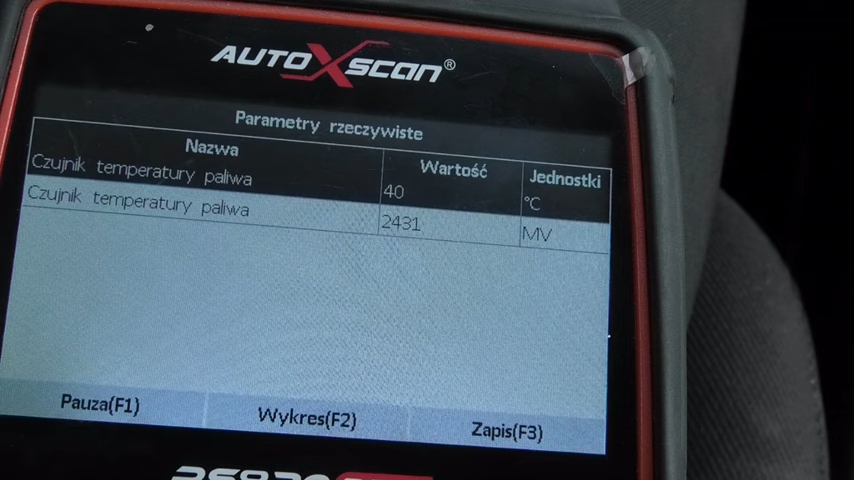 AUTOXSCAN®
Parametry rzeczywiste
Nazwa Wartość Jednostki
Czujnik temperatury paliwa 40 °C
Czujnik temperatury paliwa 2431 MV
Pauza(F1) Wykres(F2) Zapis(F3)